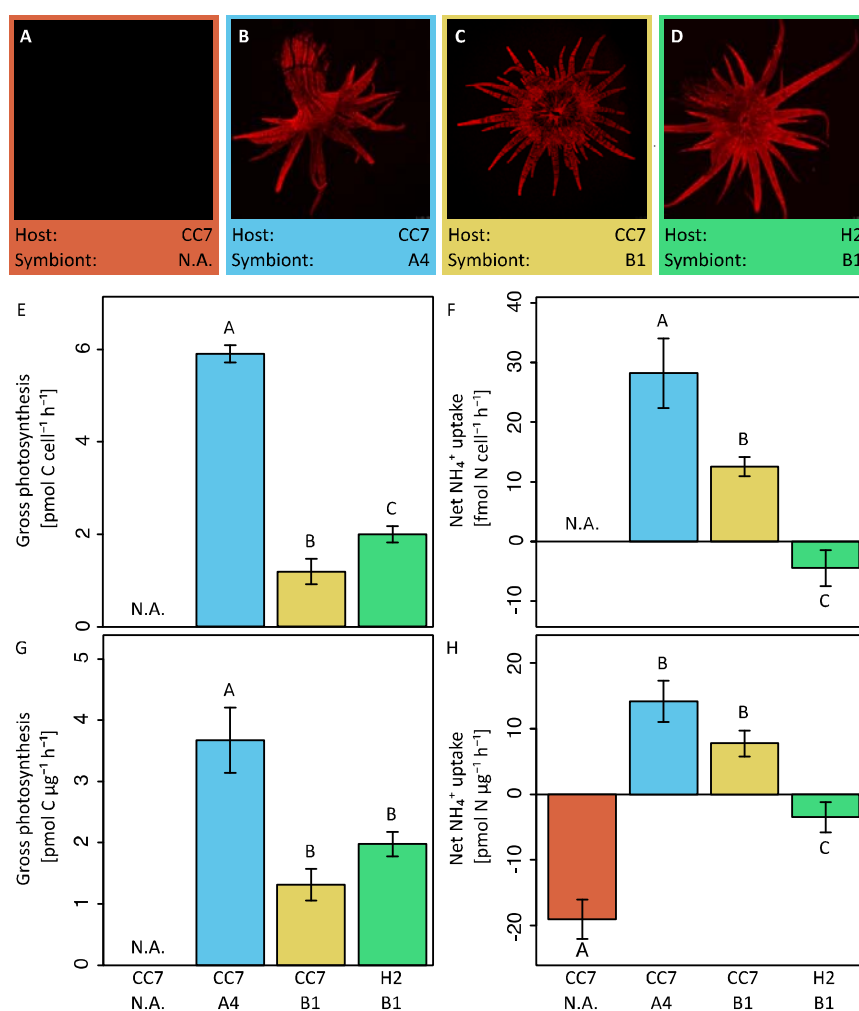 A B C D
Host: CC7 Host: CC7 Host: CC7 Host: H2
Symbiont: N.A. Symbiont: A4 Symbiont: B1 Symbiont: B1
E
Gross photosynthesis
[pmol C cell⁻¹ h⁻¹]
0 2 4 6
N.A. A B C
F
Net NH₄⁺ uptake
[fmol N cell⁻¹ h⁻¹]
-10 0 10 20 30 40
N.A. A B C
G
Gross photosynthesis
[pmol C µg⁻¹ h⁻¹]
0 1 2 3 4 5
N.A. A B B
CC7 CC7 CC7 H2
N.A. A4 B1 B1
H
Net NH₄⁺ uptake
[pmol N µg⁻¹ h⁻¹]
-20 -10 0 10 20
A B B C
CC7 CC7 CC7 H2
N.A. A4 B1 B1